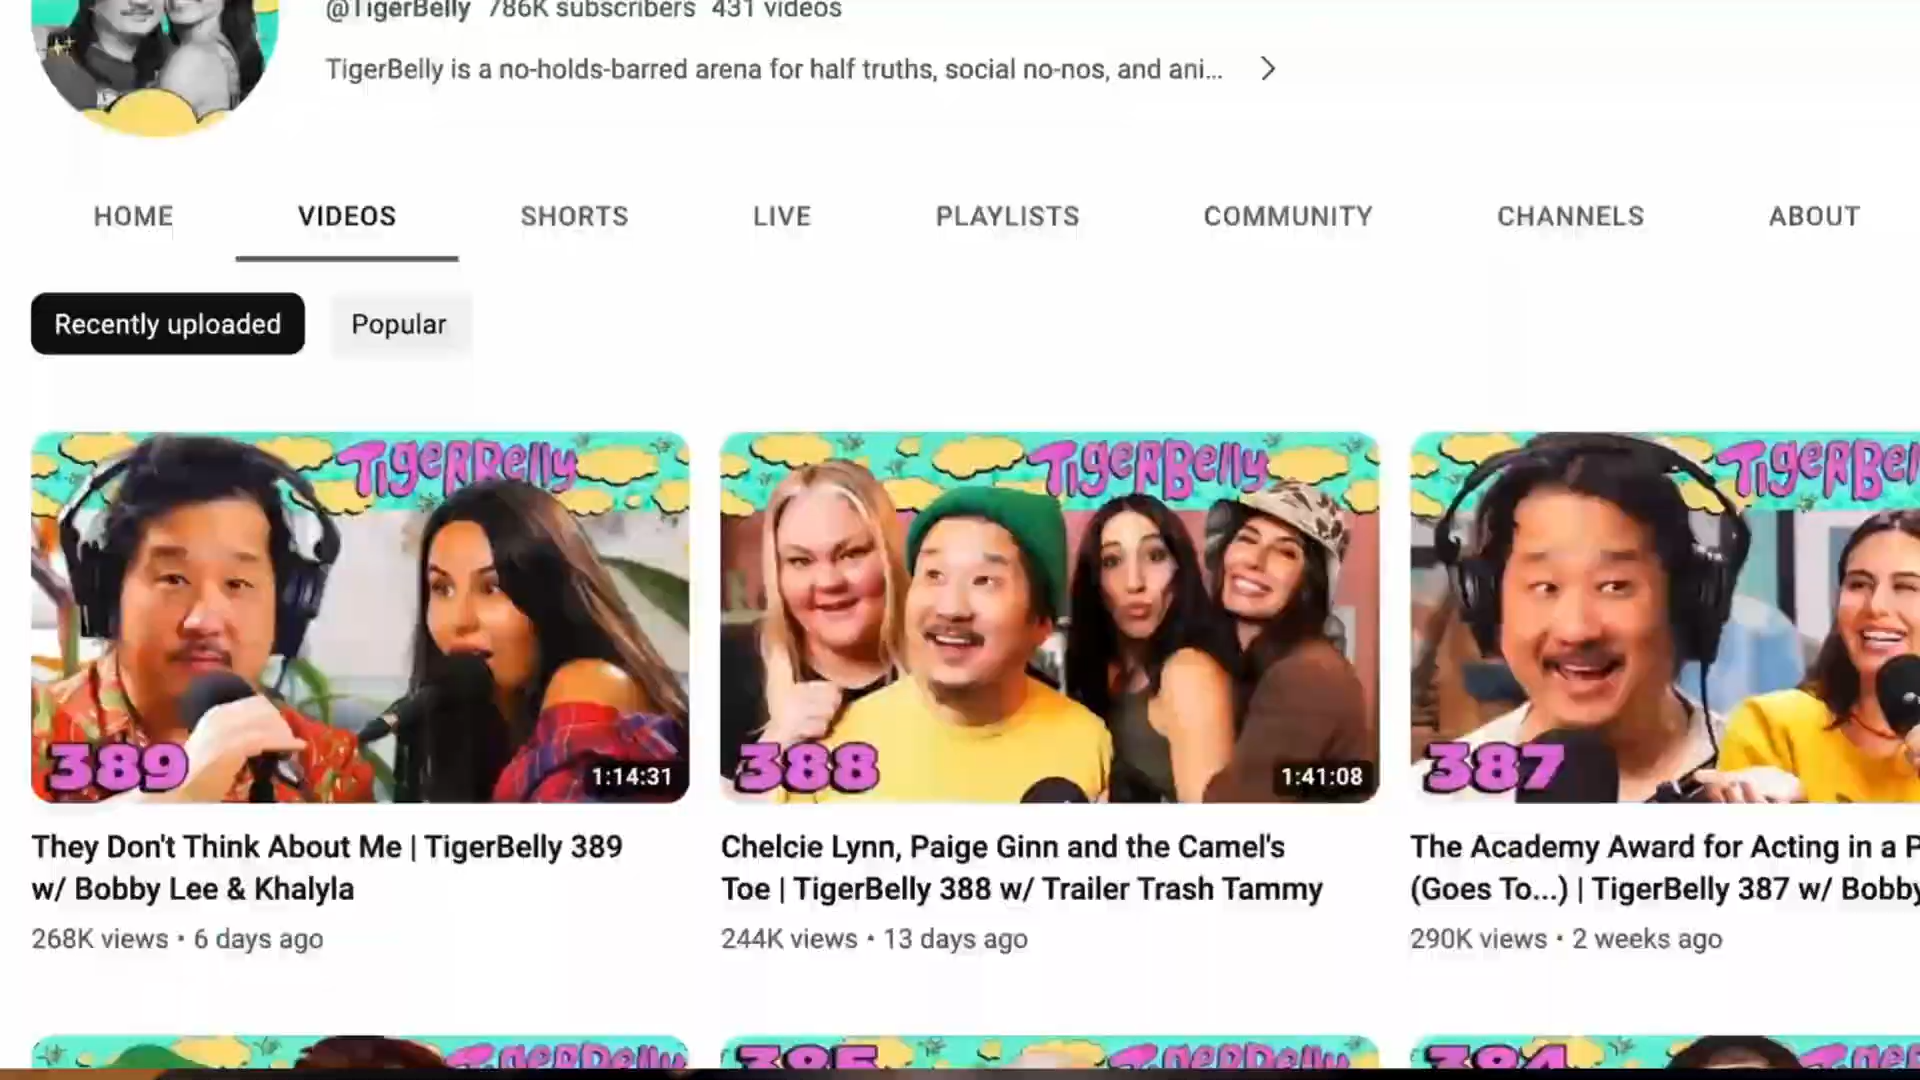 @TigerBelly 786K subscribers 431 videos
TigerBelly is a no-holds-barred arena for half truths, social no-nos, and ani...
HOME VIDEOS SHORTS LIVE PLAYLISTS COMMUNITY CHANNELS ABOUT
Recently uploaded Popular
TigerBelly
389
1:14:31
They Don't Think About Me | TigerBelly 389
w/ Bobby Lee & Khalyla
268K views • 6 days ago
TigerBelly
388
1:41:08
Chelcie Lynn, Paige Ginn and the Camel's
Toe | TigerBelly 388 w/ Trailer Trash Tammy
244K views • 13 days ago
TigerBel
387
The Academy Award for Acting in a P
(Goes To...) | TigerBelly 387 w/ Bobby
290K views • 2 weeks ago
TigerBelly
385
TigerBelly
384